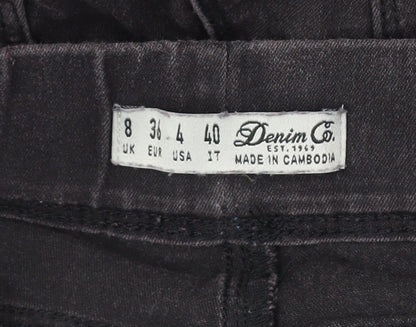 8 36 4 40 Denim Co.
EST. 1969
UK EUR USA IT MADE IN CAMBODIA